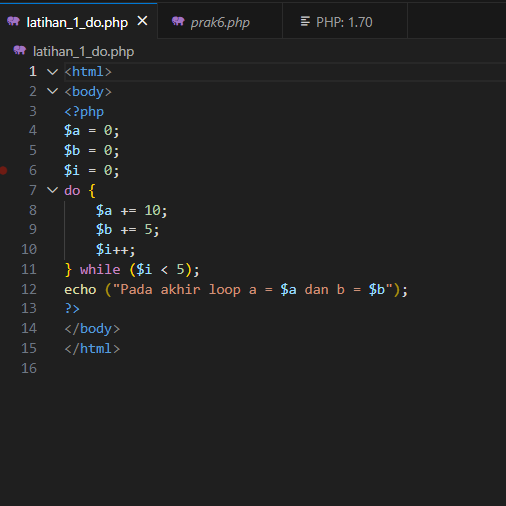 latihan_1_do.php
prak6.php
PHP: 1.70
latihan_1_do.php
1 <html>
2 <body>
3 <?php
4 $a = 0;
5 $b = 0;
6 $i = 0;
7 do {
8     $a += 10;
9     $b += 5;
10     $i++;
11 } while ($i < 5);
12 echo ("Pada akhir loop a = $a dan b = $b");
13 ?>
14 </body>
15 </html>
16